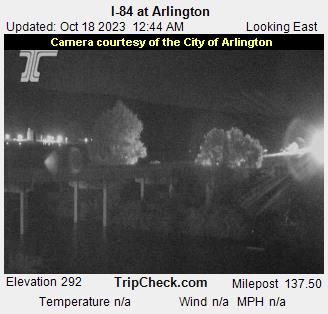 I-84 at Arlington
Updated: Oct 18 2023 12:44 AM Looking East
Camera courtesy of the City of Arlington
Elevation 292 TripCheck.com Milepost 137.50
Temperature n/a Wind n/a MPH n/a